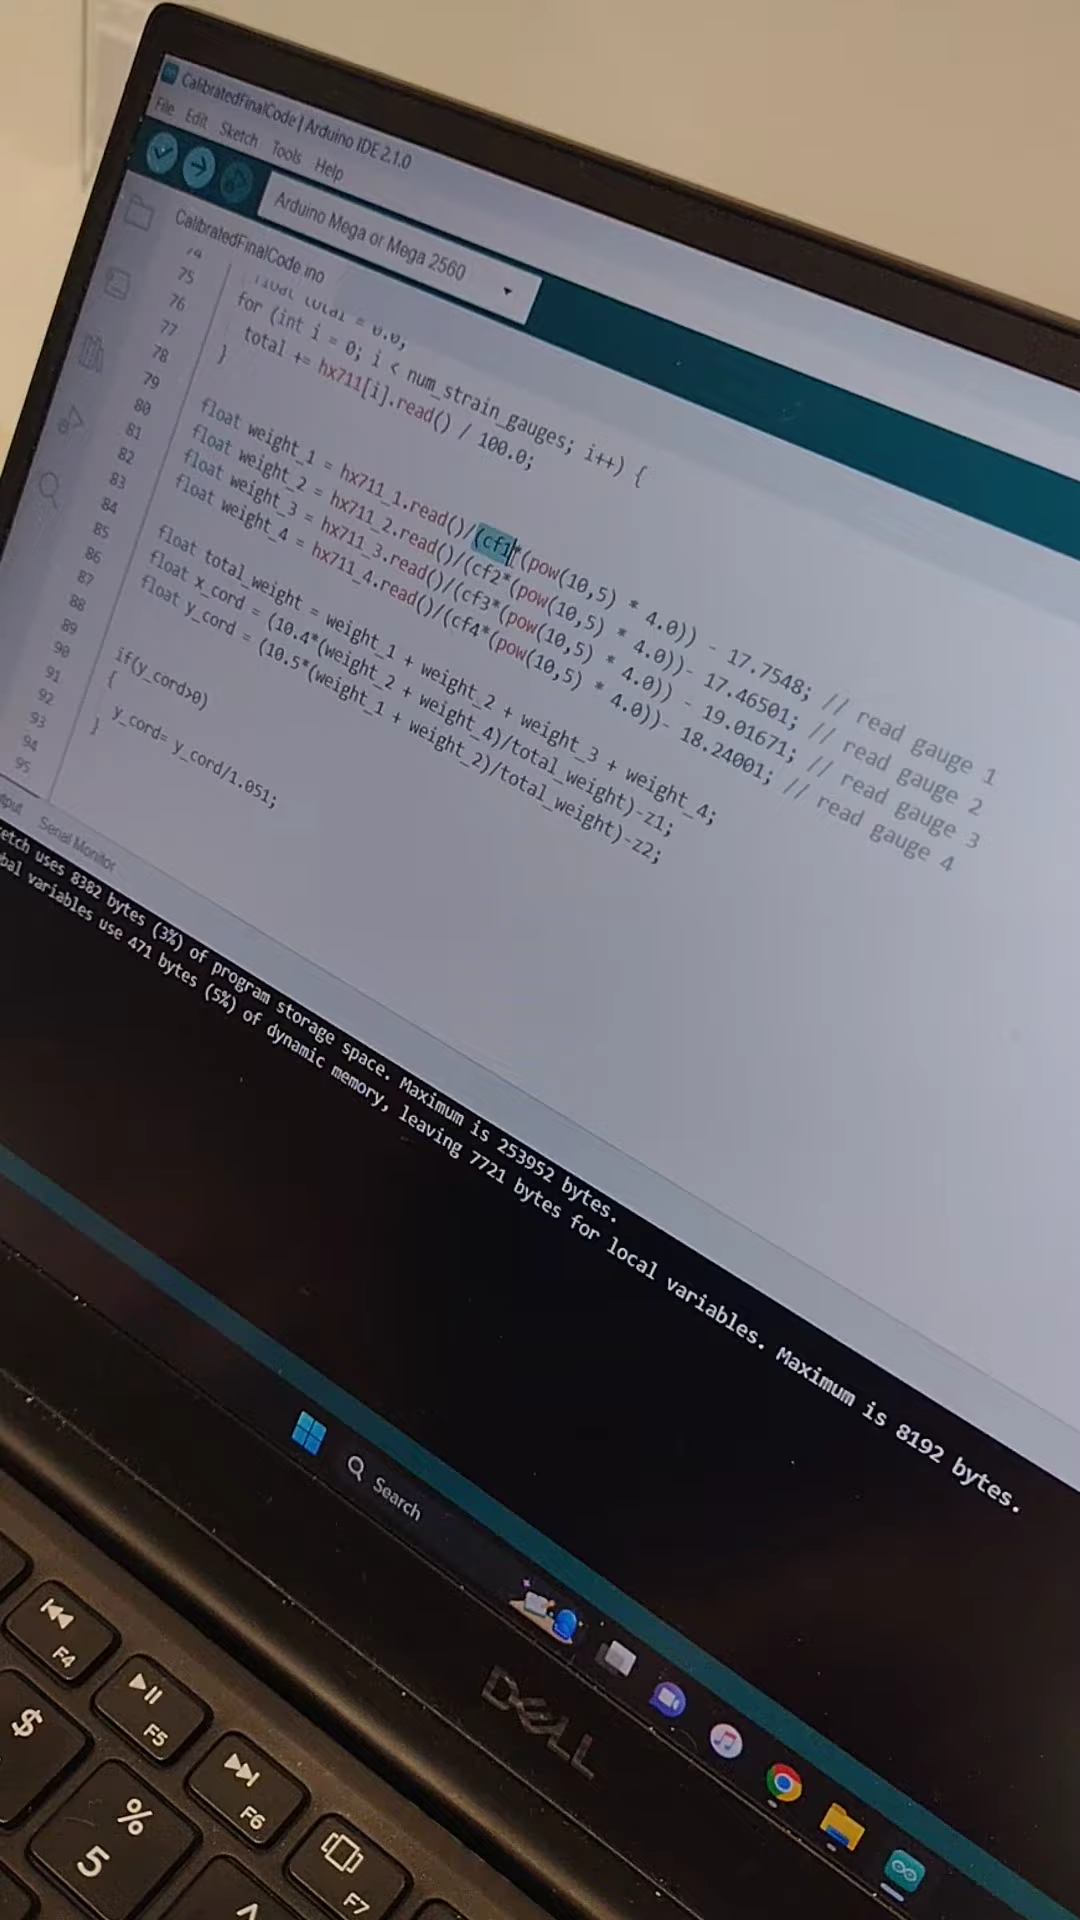 CalibratedFinalCode | Arduino IDE 2.1.0
File Edit Sketch Tools Help
Arduino Mega or Mega 2560
CalibratedFinalCode.ino
74
75 for (int i = 0; i < num_strain_gauges; i++) {
76 total += hx711[i].read() / 100.0;
77 }
78
79 float weight_1 = hx711_1.read()/(cf1*(pow(10,5) * 4.0)) - 17.7548; // read gauge 1
80 float weight_2 = hx711_2.read()/(cf2*(pow(10,5) * 4.0))- 17.46501; // read gauge 2
81 float weight_3 = hx711_3.read()/(cf3*(pow(10,5) * 4.0)) - 19.01671; // read gauge 3
82 float weight_4 = hx711_4.read()/(cf4*(pow(10,5) * 4.0))- 18.24001; // read gauge 4
83
84 float total_weight = weight_1 + weight_2 + weight_3 + weight_4;
85 float x_cord = (10.4*(weight_2 + weight_4)/total_weight)-z1;
86 float y_cord = (10.5*(weight_1 + weight_2)/total_weight)-z2;
87
88
89 if(y_cord>0)
90 {
91 y_cord= y_cord/1.051;
92 }
93
94
95
Serial Monitor
uses 8382 bytes (3%) of program storage space. Maximum is 253952 bytes.
variables use 471 bytes (5%) of dynamic memory, leaving 7721 bytes for local variables. Maximum is 8192 bytes.
Search
DELL
F4
F5
F6
F7
$
%
5